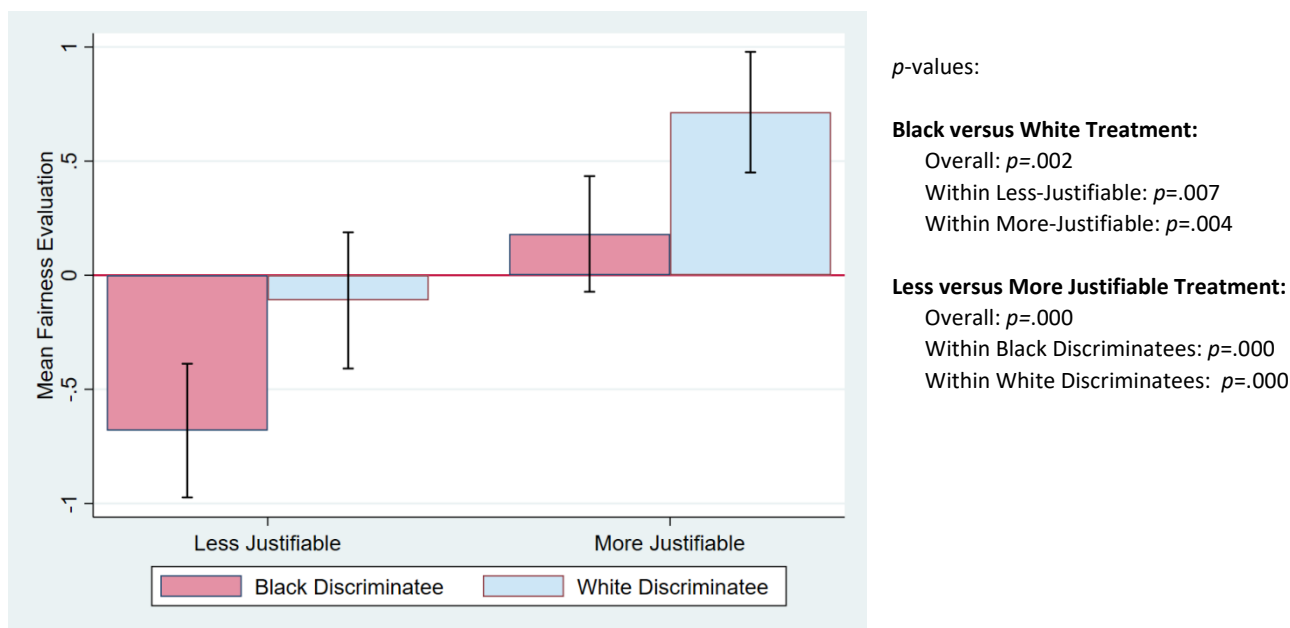 1
.5
0
-.5
-1
Mean Fairness Evaluation
Less Justifiable
More Justifiable
Black Discriminatee
White Discriminatee
p-values:
Black versus White Treatment:
Overall: p=.002
Within Less-Justifiable: p=.007
Within More-Justifiable: p=.004
Less versus More Justifiable Treatment:
Overall: p=.000
Within Black Discriminatees: p=.000
Within White Discriminatees: p=.000